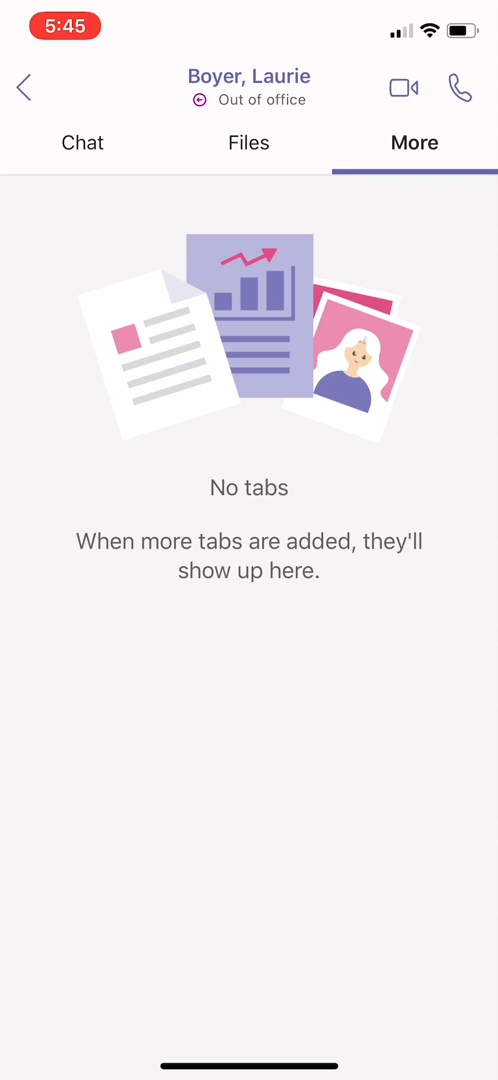 5:45
Boyer, Laurie
Out of office
Chat
Files
More
No tabs
When more tabs are added, they'll
show up here.